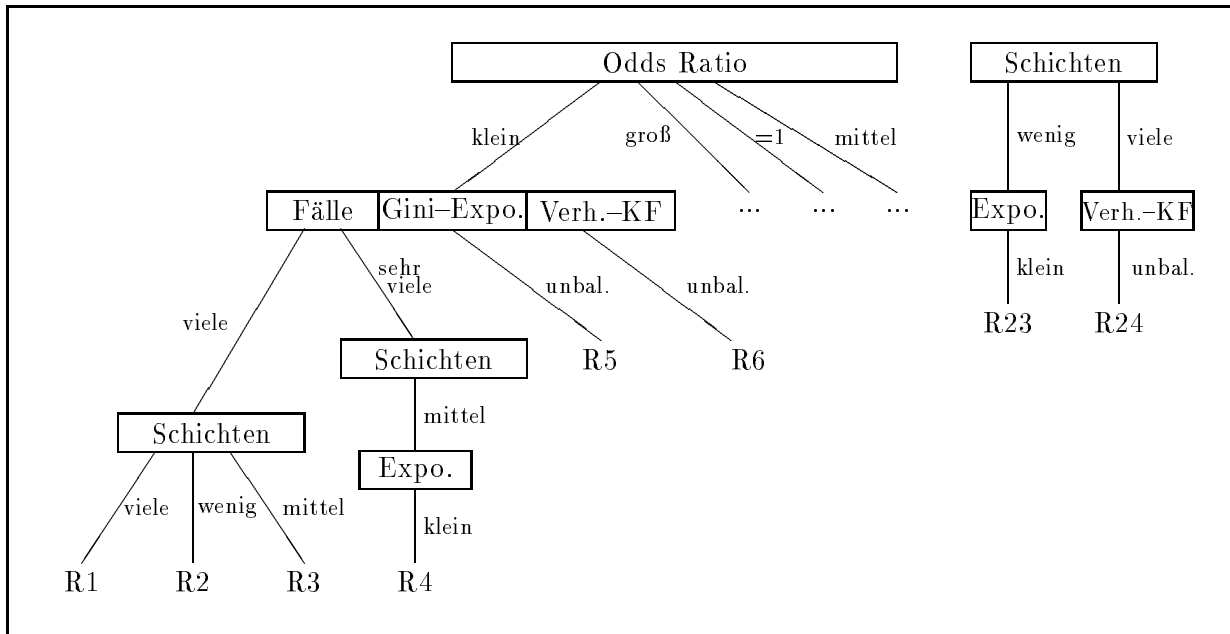 Odds Ratio
Schichten
klein
groß
=1
mittel
wenig
viele
Fälle
Gini–Expo.
Verh.–KF
...
...
...
Expo.
Verh.–KF
sehr
viele
unbal.
unbal.
klein
unbal.
viele
R23
R24
Schichten
R5
R6
mittel
Schichten
Expo.
viele
wenig
mittel
klein
R1
R2
R3
R4